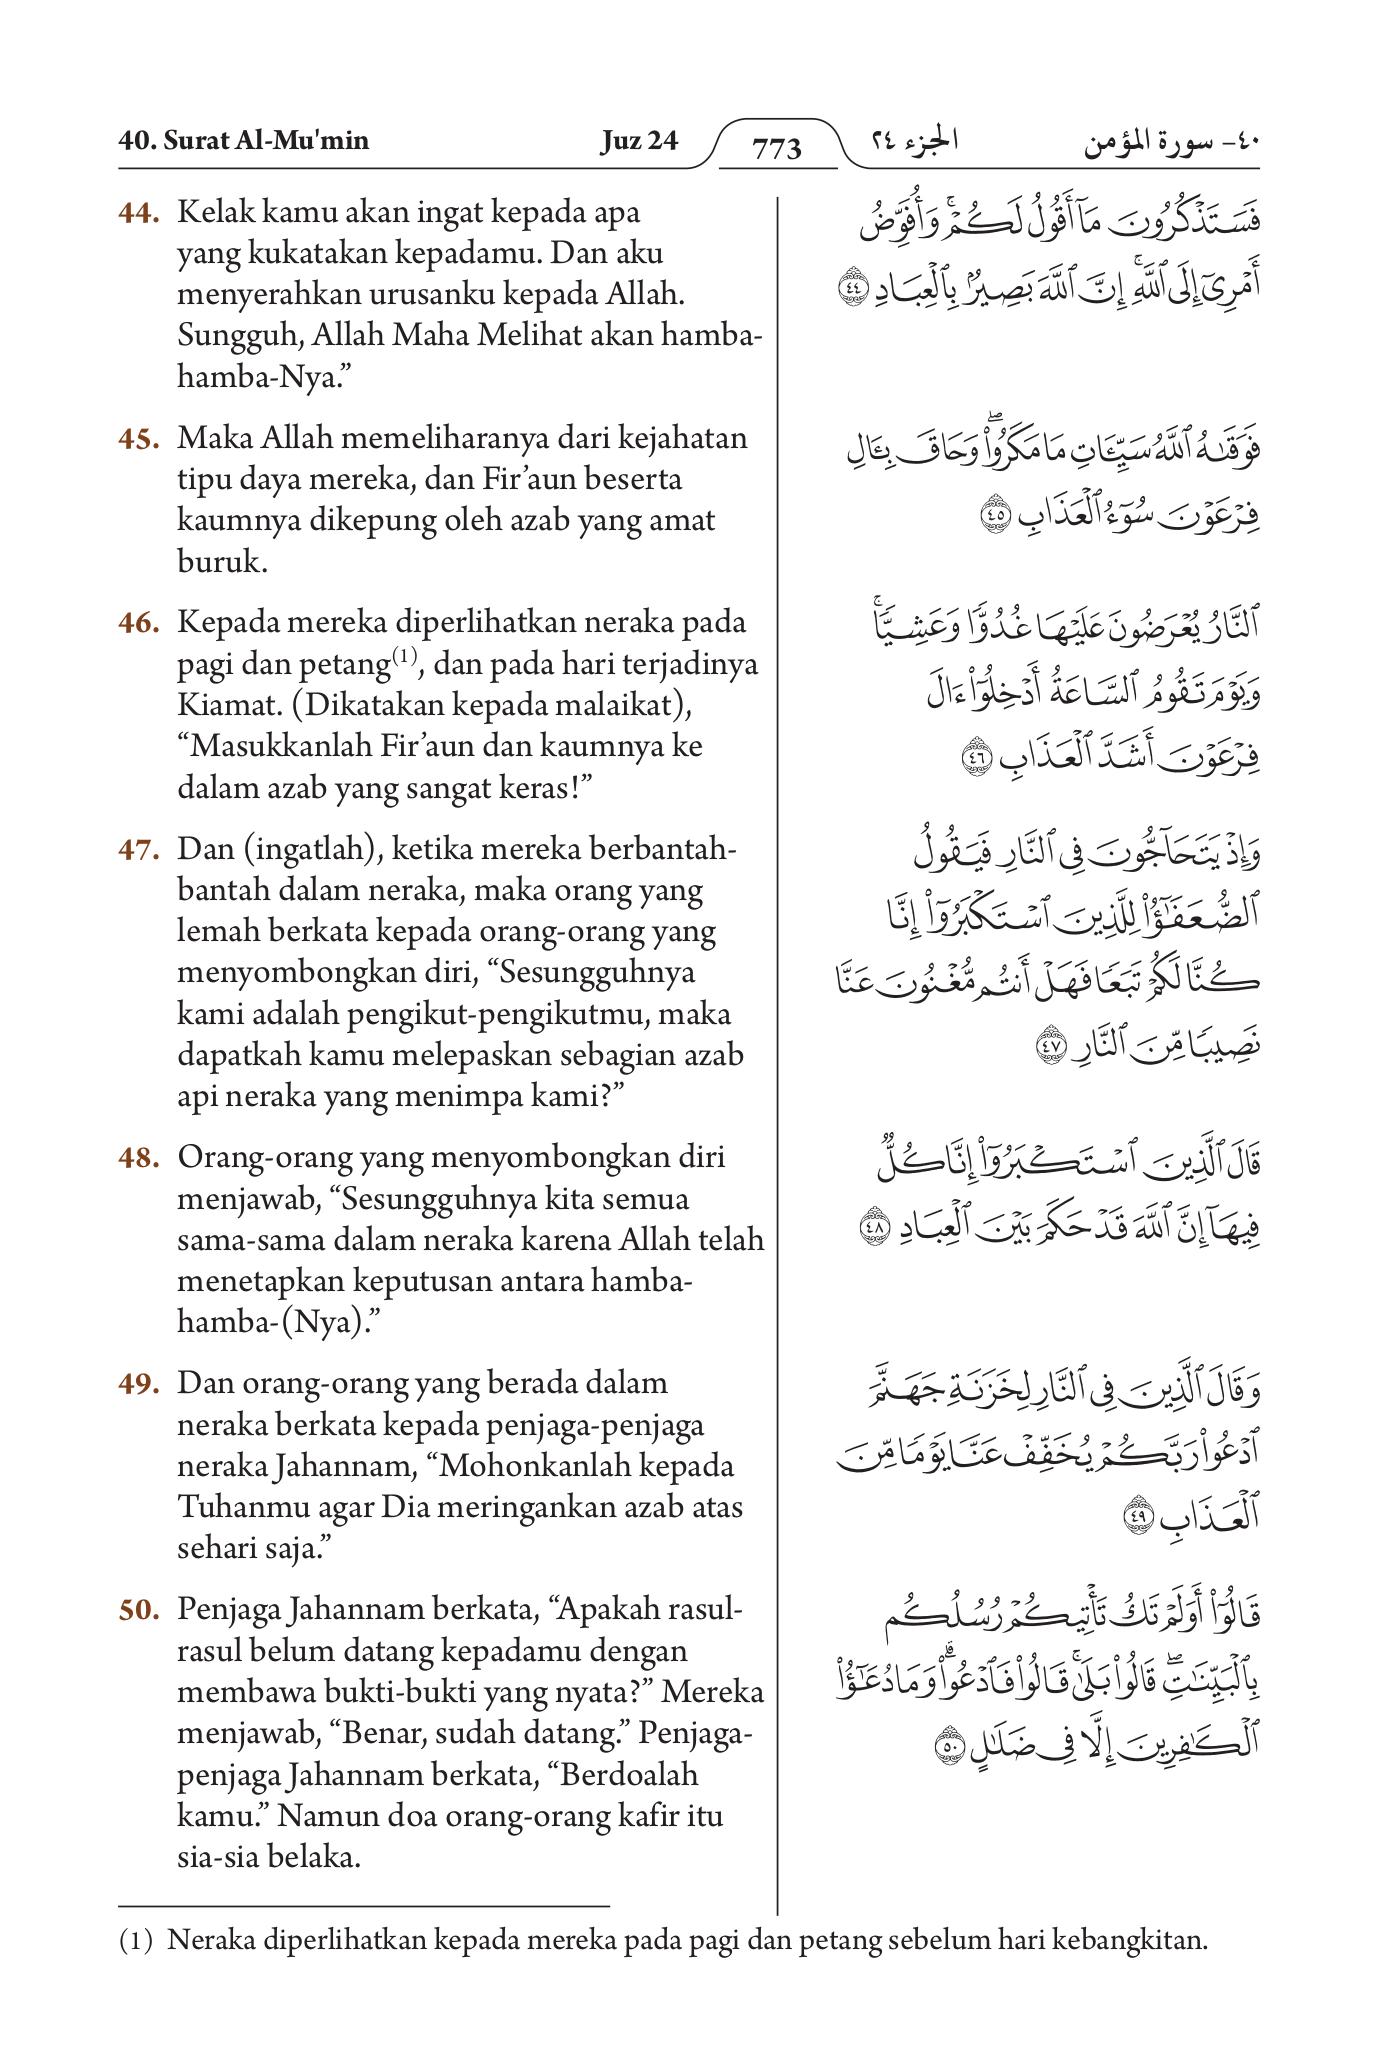 40. Surat Al-Mu'min
Juz 24
773
الجزء ٢٤
٤٠- سورة المؤمن
44. Kelak kamu akan ingat kepada apa
yang kukatakan kepadamu. Dan aku
menyerahkan urusanku kepada Allah.
Sungguh, Allah Maha Melihat akan hamba-
hamba-Nya.”
45. Maka Allah memeliharanya dari kejahatan
tipu daya mereka, dan Fir’aun beserta
kaumnya dikepung oleh azab yang amat
buruk.
46. Kepada mereka diperlihatkan neraka pada
pagi dan petang(1), dan pada hari terjadinya
Kiamat. (Dikatakan kepada malaikat),
“Masukkanlah Fir’aun dan kaumnya ke
dalam azab yang sangat keras!”
47. Dan (ingatlah), ketika mereka berbantah-
bantah dalam neraka, maka orang yang
lemah berkata kepada orang-orang yang
menyombongkan diri, “Sesungguhnya
kami adalah pengikut-pengikutmu, maka
dapatkah kamu melepaskan sebagian azab
api neraka yang menimpa kami?”
48. Orang-orang yang menyombongkan diri
menjawab, “Sesungguhnya kita semua
sama-sama dalam neraka karena Allah telah
menetapkan keputusan antara hamba-
hamba-(Nya).”
49. Dan orang-orang yang berada dalam
neraka berkata kepada penjaga-penjaga
neraka Jahannam, “Mohonkanlah kepada
Tuhanmu agar Dia meringankan azab atas
sehari saja.”
50. Penjaga Jahannam berkata, “Apakah rasul-
rasul belum datang kepadamu dengan
membawa bukti-bukti yang nyata?” Mereka
menjawab, “Benar, sudah datang.” Penjaga-
penjaga Jahannam berkata, “Berdoalah
kamu.” Namun doa orang-orang kafir itu
sia-sia belaka.
فَسَتَذْكُرُونَ مَآ أَقُولُ لَكُمْۚ وَأُفَوِّضُ
أَمْرِىٓ إِلَى ٱللَّهِۚ إِنَّ ٱللَّهَ بَصِيرٌۢ بِٱلْعِبَادِ ٤٤
فَوَقَىٰهُ ٱللَّهُ سَيِّـَٔاتِ مَا مَكَرُوا۟ۖ وَحَاقَ بِـَٔالِ
فِرْعَوْنَ سُوٓءُ ٱلْعَذَابِ ٤٥
ٱلنَّارُ يُعْرَضُونَ عَلَيْهَا غُدُوًّا وَعَشِيًّاۚ
وَيَوْمَ تَقُومُ ٱلسَّاعَةُ أَدْخِلُوٓا۟ ءَالَ
فِرْعَوْنَ أَشَدَّ ٱلْعَذَابِ ٤٦
وَإِذْ يَتَحَآجُّونَ فِى ٱلنَّارِ فَيَقُولُ
ٱلضُّعَفَٰٓؤُا۟ لِلَّذِينَ ٱسْتَكْبَرُوٓا۟ إِنَّا
كُنَّا لَكُمْ تَبَعًا فَهَلْ أَنتُم مُّغْنُونَ عَنَّا
نَصِيبًا مِّنَ ٱلنَّارِ ٤٧
قَالَ ٱلَّذِينَ ٱسْتَكْبَرُوٓا۟ إِنَّا كُلٌّ
فِيهَآ إِنَّ ٱللَّهَ قَدْ حَكَمَ بَيْنَ ٱلْعِبَادِ ٤٨
وَقَالَ ٱلَّذِينَ فِى ٱلنَّارِ لِخَزَنَةِ جَهَنَّمَ
ٱدْعُوا۟ رَبَّكُمْ يُخَفِّفْ عَنَّا يَوْمًا مِّنَ
ٱلْعَذَابِ ٤٩
قَالُوٓا۟ أَوَلَمْ تَكُ تَأْتِيكُمْ رُسُلُكُم
بِٱلْبَيِّنَٰتِۖ قَالُوا۟ بَلَىٰۚ قَالُوا۟ فَٱدْعُوا۟ۗ وَمَا دُعَٰٓؤُا۟
ٱلْكَٰفِرِينَ إِلَّا فِى ضَلَٰلٍ ٥٠
(1) Neraka diperlihatkan kepada mereka pada pagi dan petang sebelum hari kebangkitan.